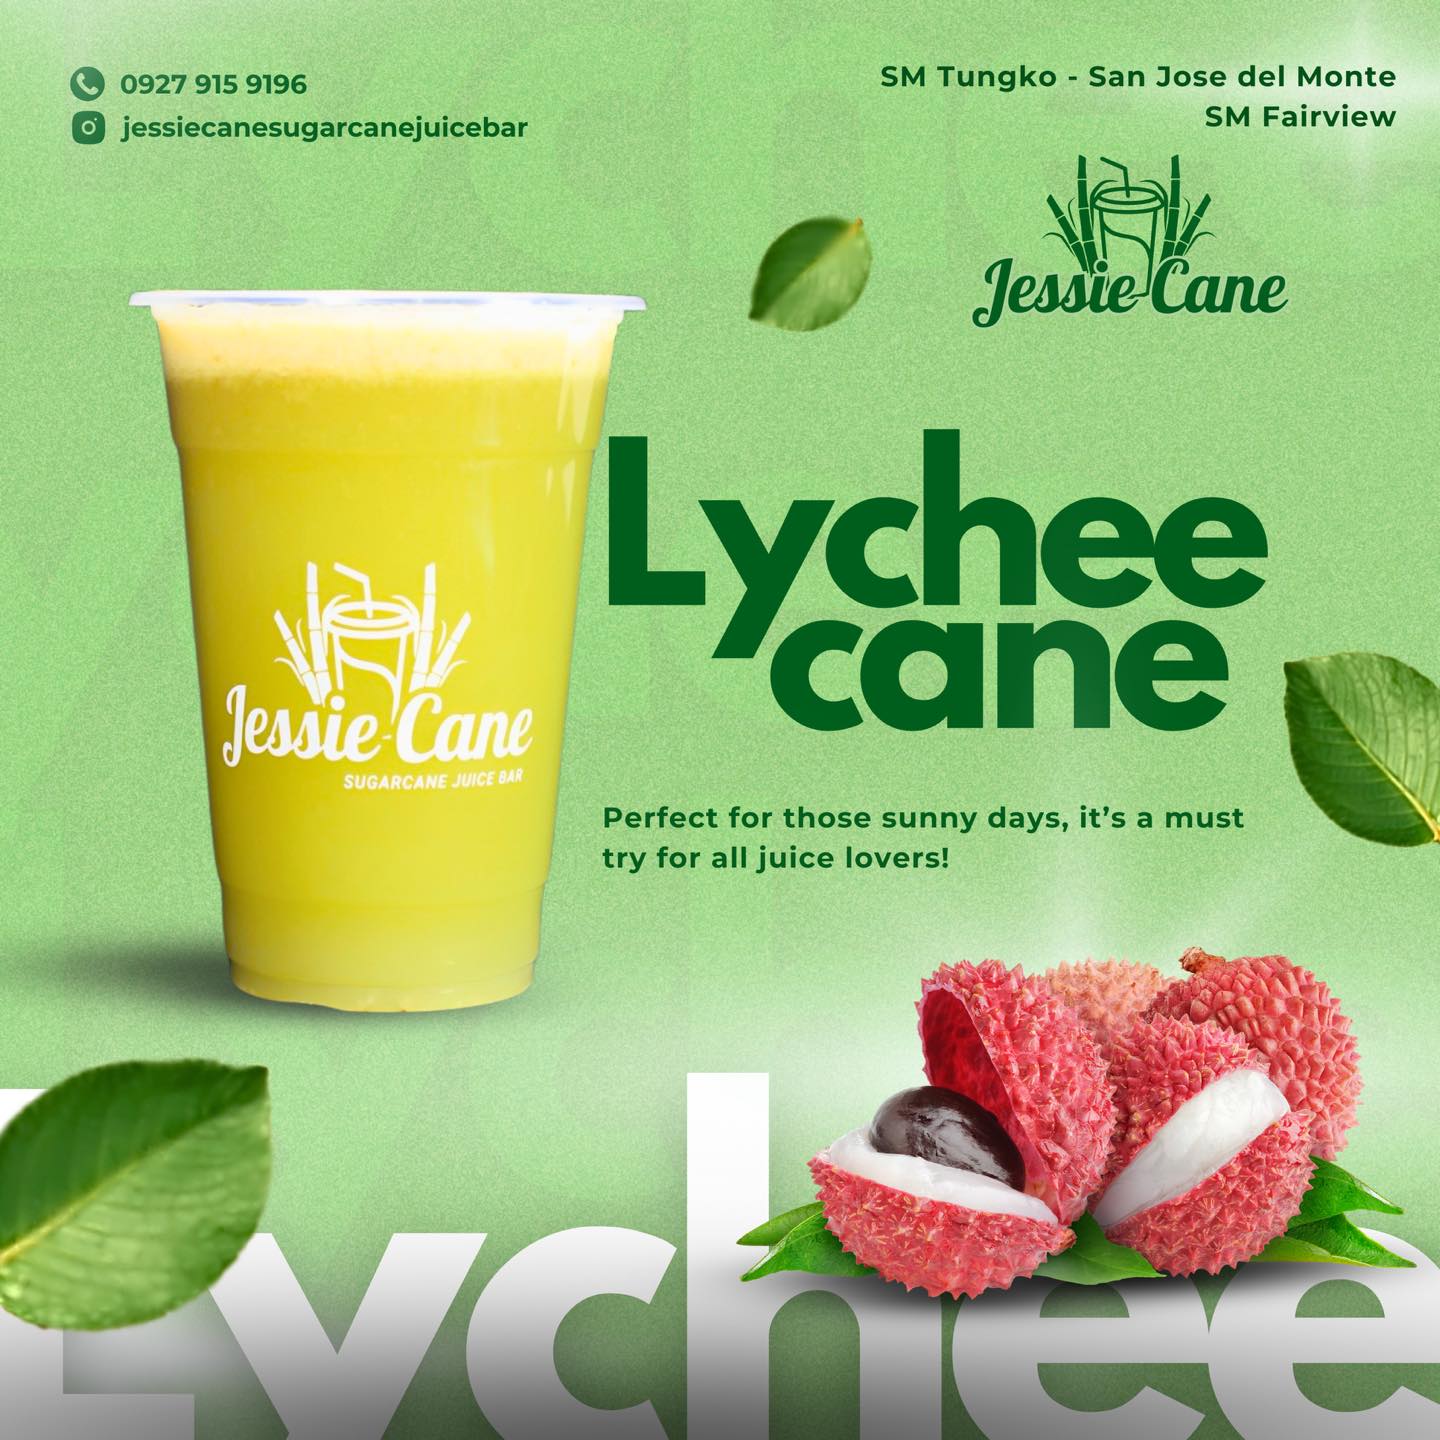 0927 915 9196
jessiecanesugarcanejuicebar
SM Tungko - San Jose del Monte
SM Fairview
Jessie Cane
Lychee
cane
Jessie-Cane
SUGARCANE JUICE BAR
Perfect for those sunny days, it’s a must
try for all juice lovers!
Lychee